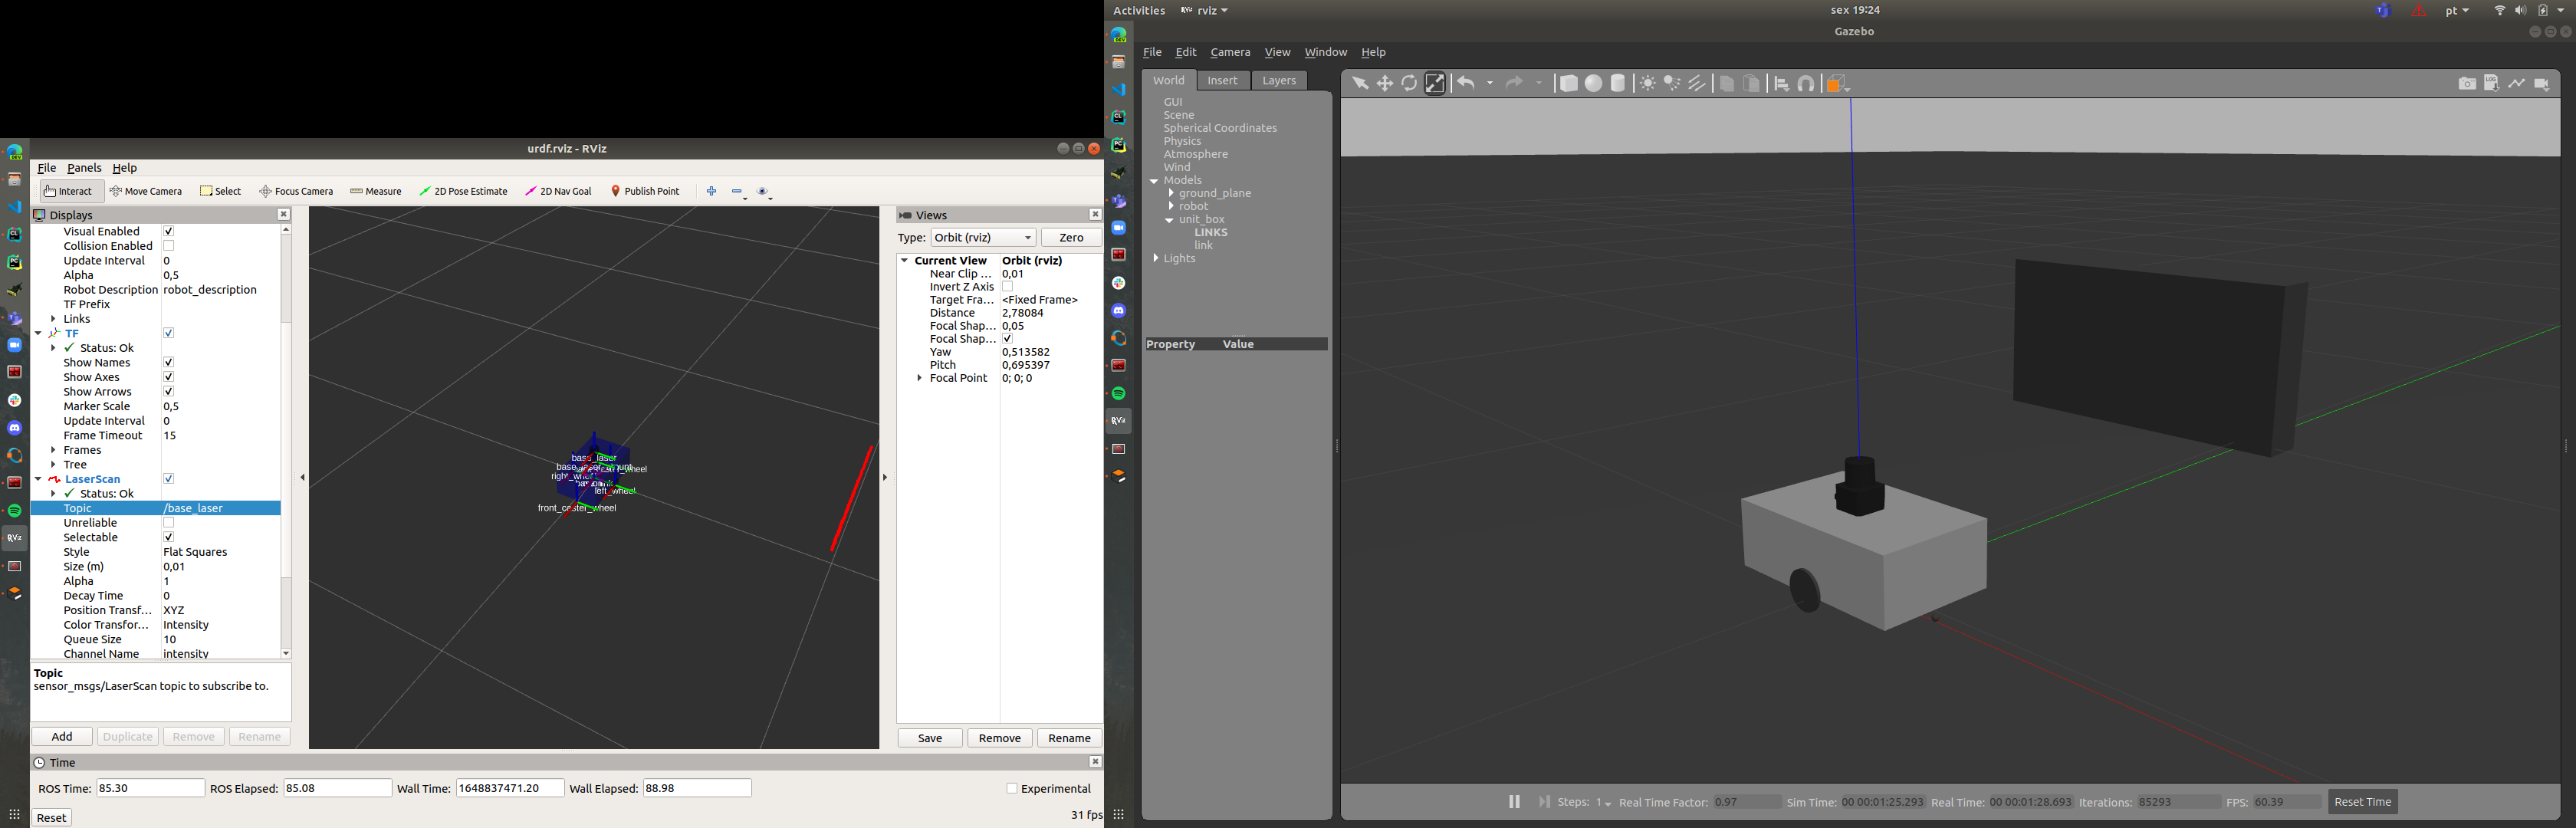 urdf.rviz - RViz
File Panels Help
Interact Move Camera Select Focus Camera Measure 2D Pose Estimate 2D Nav Goal Publish Point
Displays
Visual Enabled
Collision Enabled
Update Interval 0
Alpha 0,5
Robot Description robot_description
TF Prefix
Links
TF
Status: Ok
Show Names
Show Axes
Show Arrows
Marker Scale 0,5
Update Interval 0
Frame Timeout 15
Frames
Tree
LaserScan
Status: Ok
Topic /base_laser
Unreliable
Selectable
Style Flat Squares
Size (m) 0,01
Alpha 1
Decay Time 0
Position Transf... XYZ
Color Transfor... Intensity
Queue Size 10
Channel Name intensity
Topic
sensor_msgs/LaserScan topic to subscribe to.
Add Duplicate Remove Rename
base_laser
left_wheel
front_caster_wheel
Views
Type: Orbit (rviz) Zero
Current View Orbit (rviz)
Near Clip ... 0,01
Invert Z Axis
Target Fra... <Fixed Frame>
Distance 2,78084
Focal Shap... 0,05
Focal Shap...
Yaw 0,513582
Pitch 0,695397
Focal Point 0; 0; 0
Save Remove Rename
Time
ROS Time: 85.30 ROS Elapsed: 85.08 Wall Time: 1648837471.20 Wall Elapsed: 88.98 Experimental
Reset 31 fps
Activities RViz rviz sex 19:24 pt
Gazebo
File Edit Camera View Window Help
World Insert Layers
GUI
Scene
Spherical Coordinates
Physics
Atmosphere
Wind
Models
ground_plane
robot
unit_box
LINKS
link
Lights
Property Value
Steps: 1 Real Time Factor: 0.97 Sim Time: 00 00:01:25.293 Real Time: 00 00:01:28.693 Iterations: 85293 FPS: 60.39 Reset Time